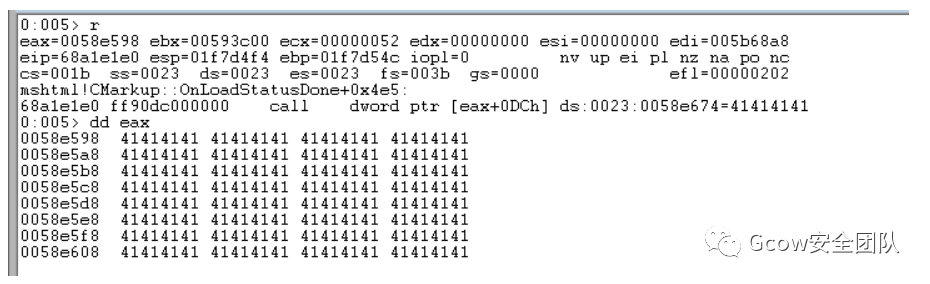 0:005> r
eax=0058e598 ebx=00593c00 ecx=00000052 edx=00000000 esi=00000000 edi=005b68a8
eip=68a1e1e0 esp=01f7d4f4 ebp=01f7d54c iopl=0         nv up ei pl nz na po nc
cs=001b  ss=0023  ds=0023  es=0023  fs=003b  gs=0000             efl=00000202
mshtml!CMarkup::OnLoadStatusDone+0x4e5:
68a1e1e0 ff90dc000000    call    dword ptr [eax+0DCh] ds:0023:0058e674=41414141
0:005> dd eax
0058e598  41414141 41414141 41414141 41414141
0058e5a8  41414141 41414141 41414141 41414141
0058e5b8  41414141 41414141 41414141 41414141
0058e5c8  41414141 41414141 41414141 41414141
0058e5d8  41414141 41414141 41414141 41414141
0058e5e8  41414141 41414141 41414141 41414141
0058e5f8  41414141 41414141 41414141 41414141
0058e608  41414141 41414141 41414141 41414141
Gcow安全团队